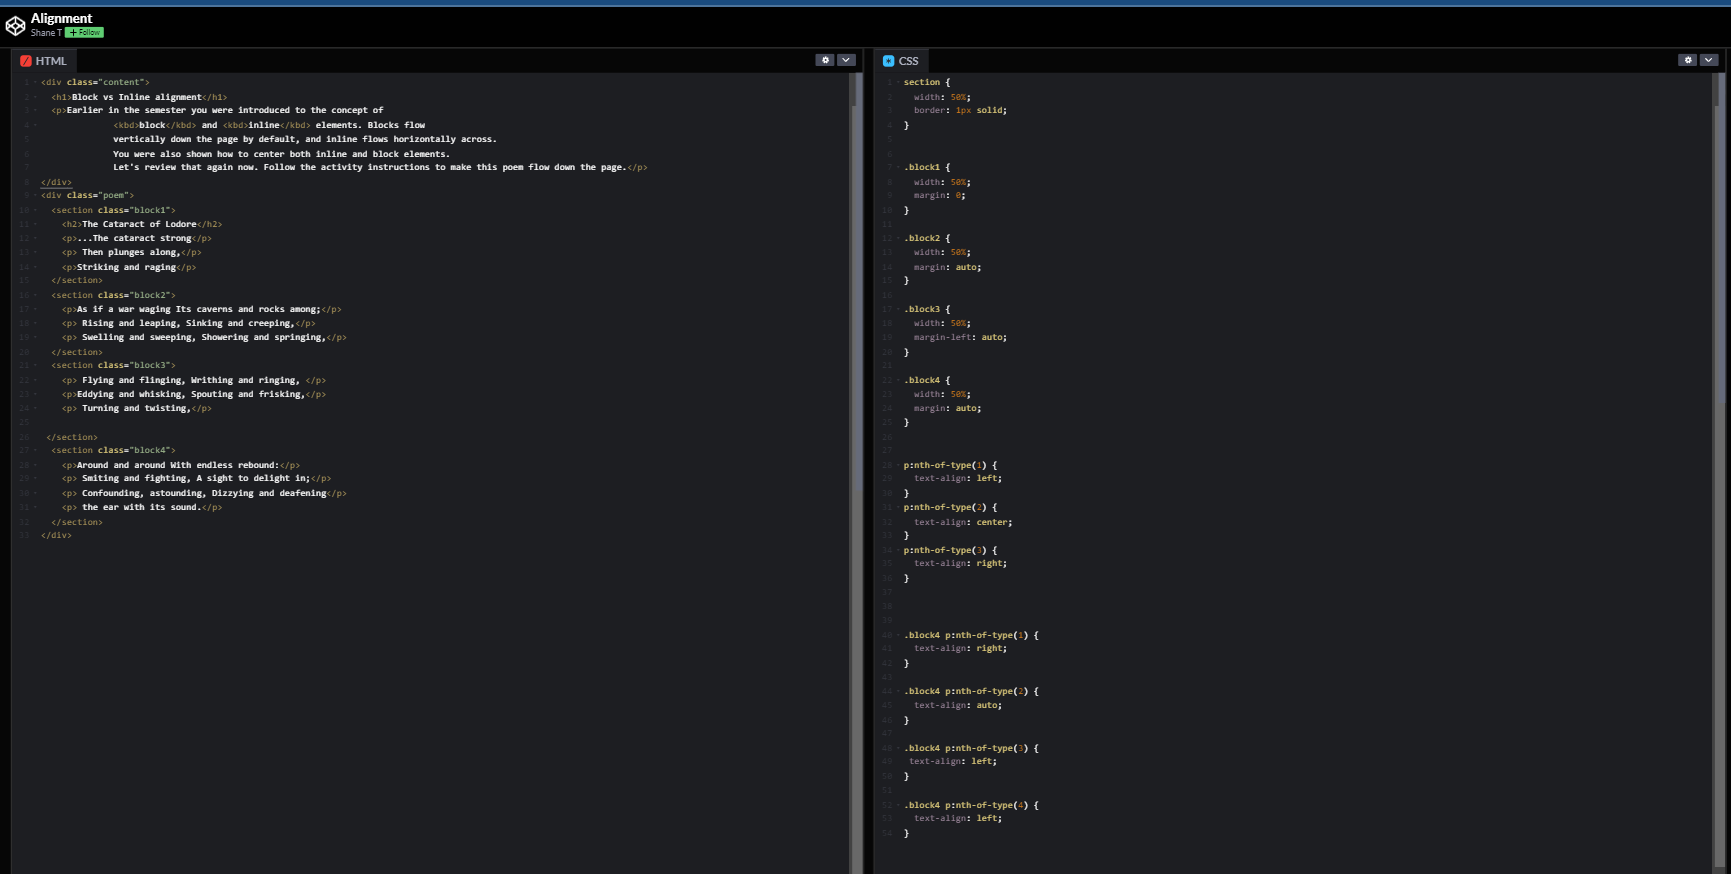 Alignment
Shane T + Follow
HTML
1 <div class="content">
2 <h1>Block vs Inline alignment</h1>
3 <p>Earlier in the semester you were introduced to the concept of
4 <kbd>block</kbd> and <kbd>inline</kbd> elements. Blocks flow
5 vertically down the page by default, and inline flows horizontally across.
6 You were also shown how to center both inline and block elements.
7 Let's review that again now. Follow the activity instructions to make this poem flow down the page.</p>
8 </div>
9 <div class="poem">
10 <section class="block1">
11 <h2>The Cataract of Lodore</h2>
12 <p>...The cataract strong</p>
13 <p> Then plunges along,</p>
14 <p>Striking and raging</p>
15 </section>
16 <section class="block2">
17 <p>As if a war waging Its caverns and rocks among;</p>
18 <p> Rising and leaping, Sinking and creeping,</p>
19 <p> Swelling and sweeping, Showering and springing,</p>
20 </section>
21 <section class="block3">
22 <p> Flying and flinging, Writhing and ringing, </p>
23 <p>Eddying and whisking, Spouting and frisking,</p>
24 <p> Turning and twisting,</p>
25
26 </section>
27 <section class="block4">
28 <p>Around and around With endless rebound:</p>
29 <p> Smiting and fighting, A sight to delight in;</p>
30 <p> Confounding, astounding, Dizzying and deafening</p>
31 <p> the ear with its sound.</p>
32 </section>
33 </div>
CSS
1 section {
2 width: 50%;
3 border: 1px solid;
4 }
5
6
7 .block1 {
8 width: 50%;
9 margin: 0;
10 }
11
12 .block2 {
13 width: 50%;
14 margin: auto;
15 }
16
17 .block3 {
18 width: 50%;
19 margin-left: auto;
20 }
21
22 .block4 {
23 width: 50%;
24 margin: auto;
25 }
26
27
28 p:nth-of-type(1) {
29 text-align: left;
30 }
31 p:nth-of-type(2) {
32 text-align: center;
33 }
34 p:nth-of-type(3) {
35 text-align: right;
36 }
37
38
39
40 .block4 p:nth-of-type(1) {
41 text-align: right;
42 }
43
44 .block4 p:nth-of-type(2) {
45 text-align: auto;
46 }
47
48 .block4 p:nth-of-type(3) {
49 text-align: left;
50 }
51
52 .block4 p:nth-of-type(4) {
53 text-align: left;
54 }